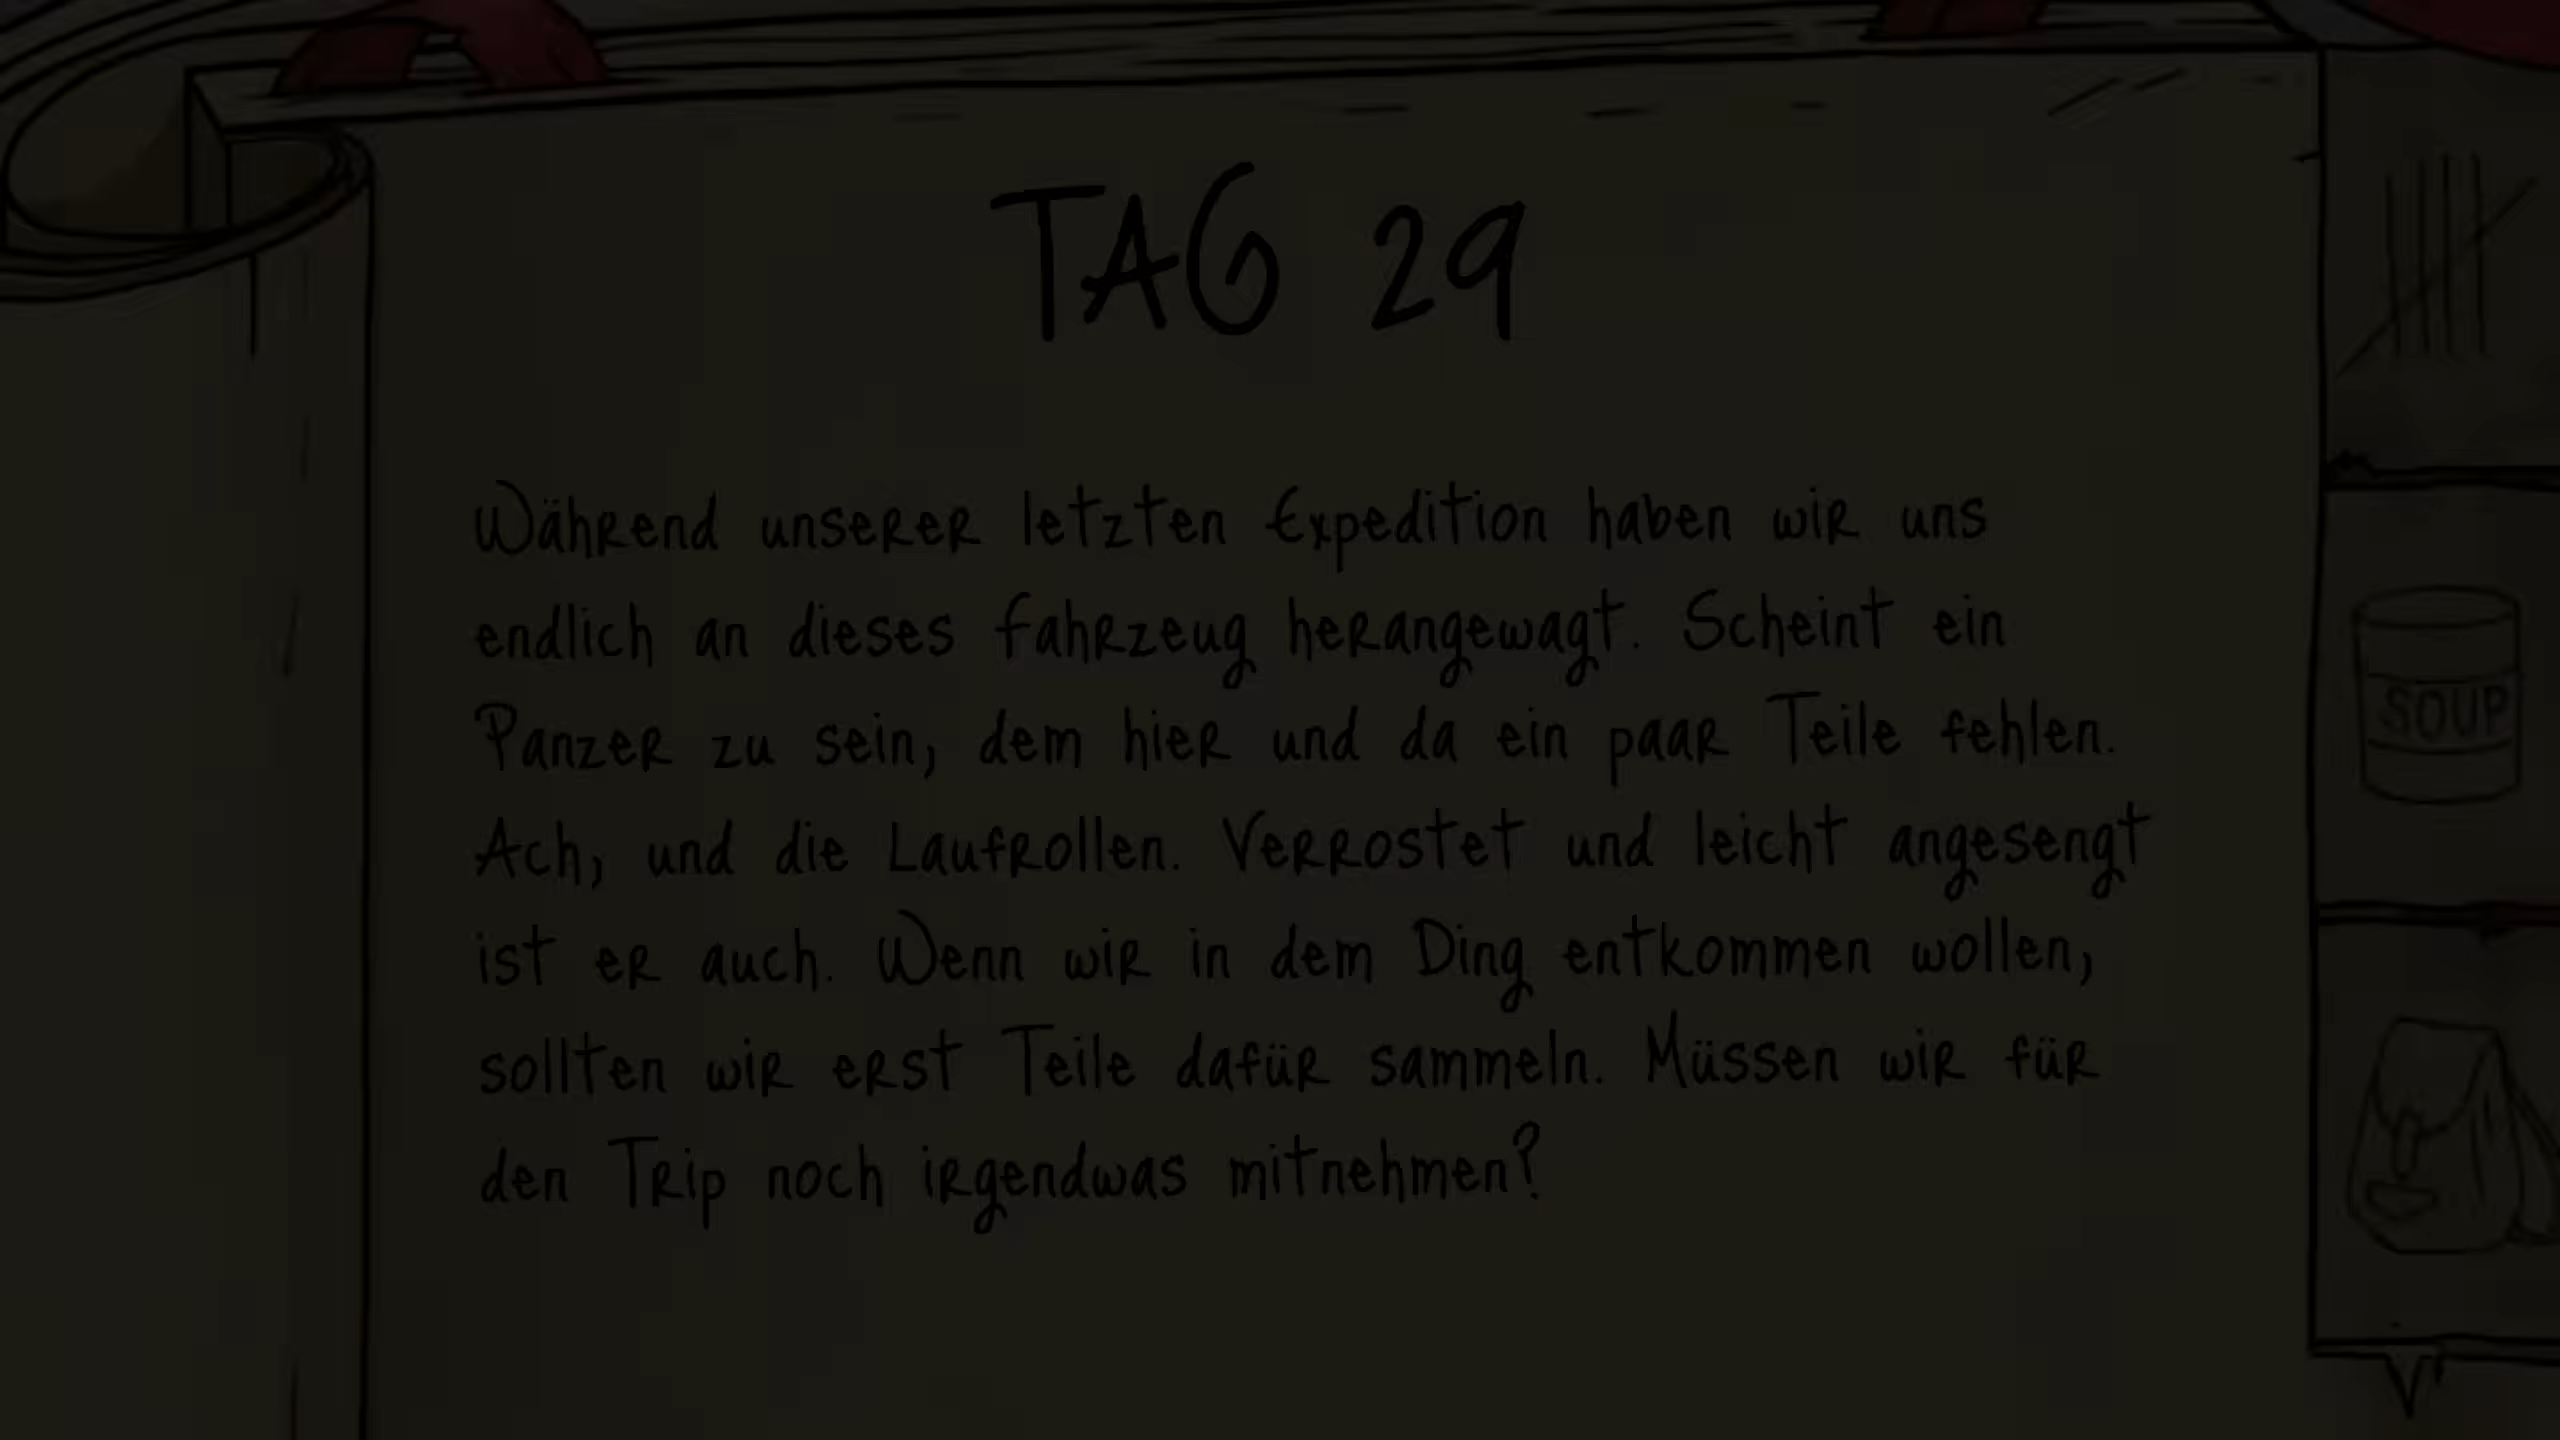 TAG 29
Während unserer letzten Expedition haben wir uns
endlich an dieses Fahrzeug herangewagt. Scheint ein
Panzer zu sein, dem hier und da ein paar Teile fehlen.
Ach, und die Laufrollen. Verrostet und leicht angesengt
ist er auch. Wenn wir in dem Ding entkommen wollen,
sollten wir erst Teile dafür sammeln. Müssen wir für
den Trip noch irgendwas mitnehmen?
SOUP